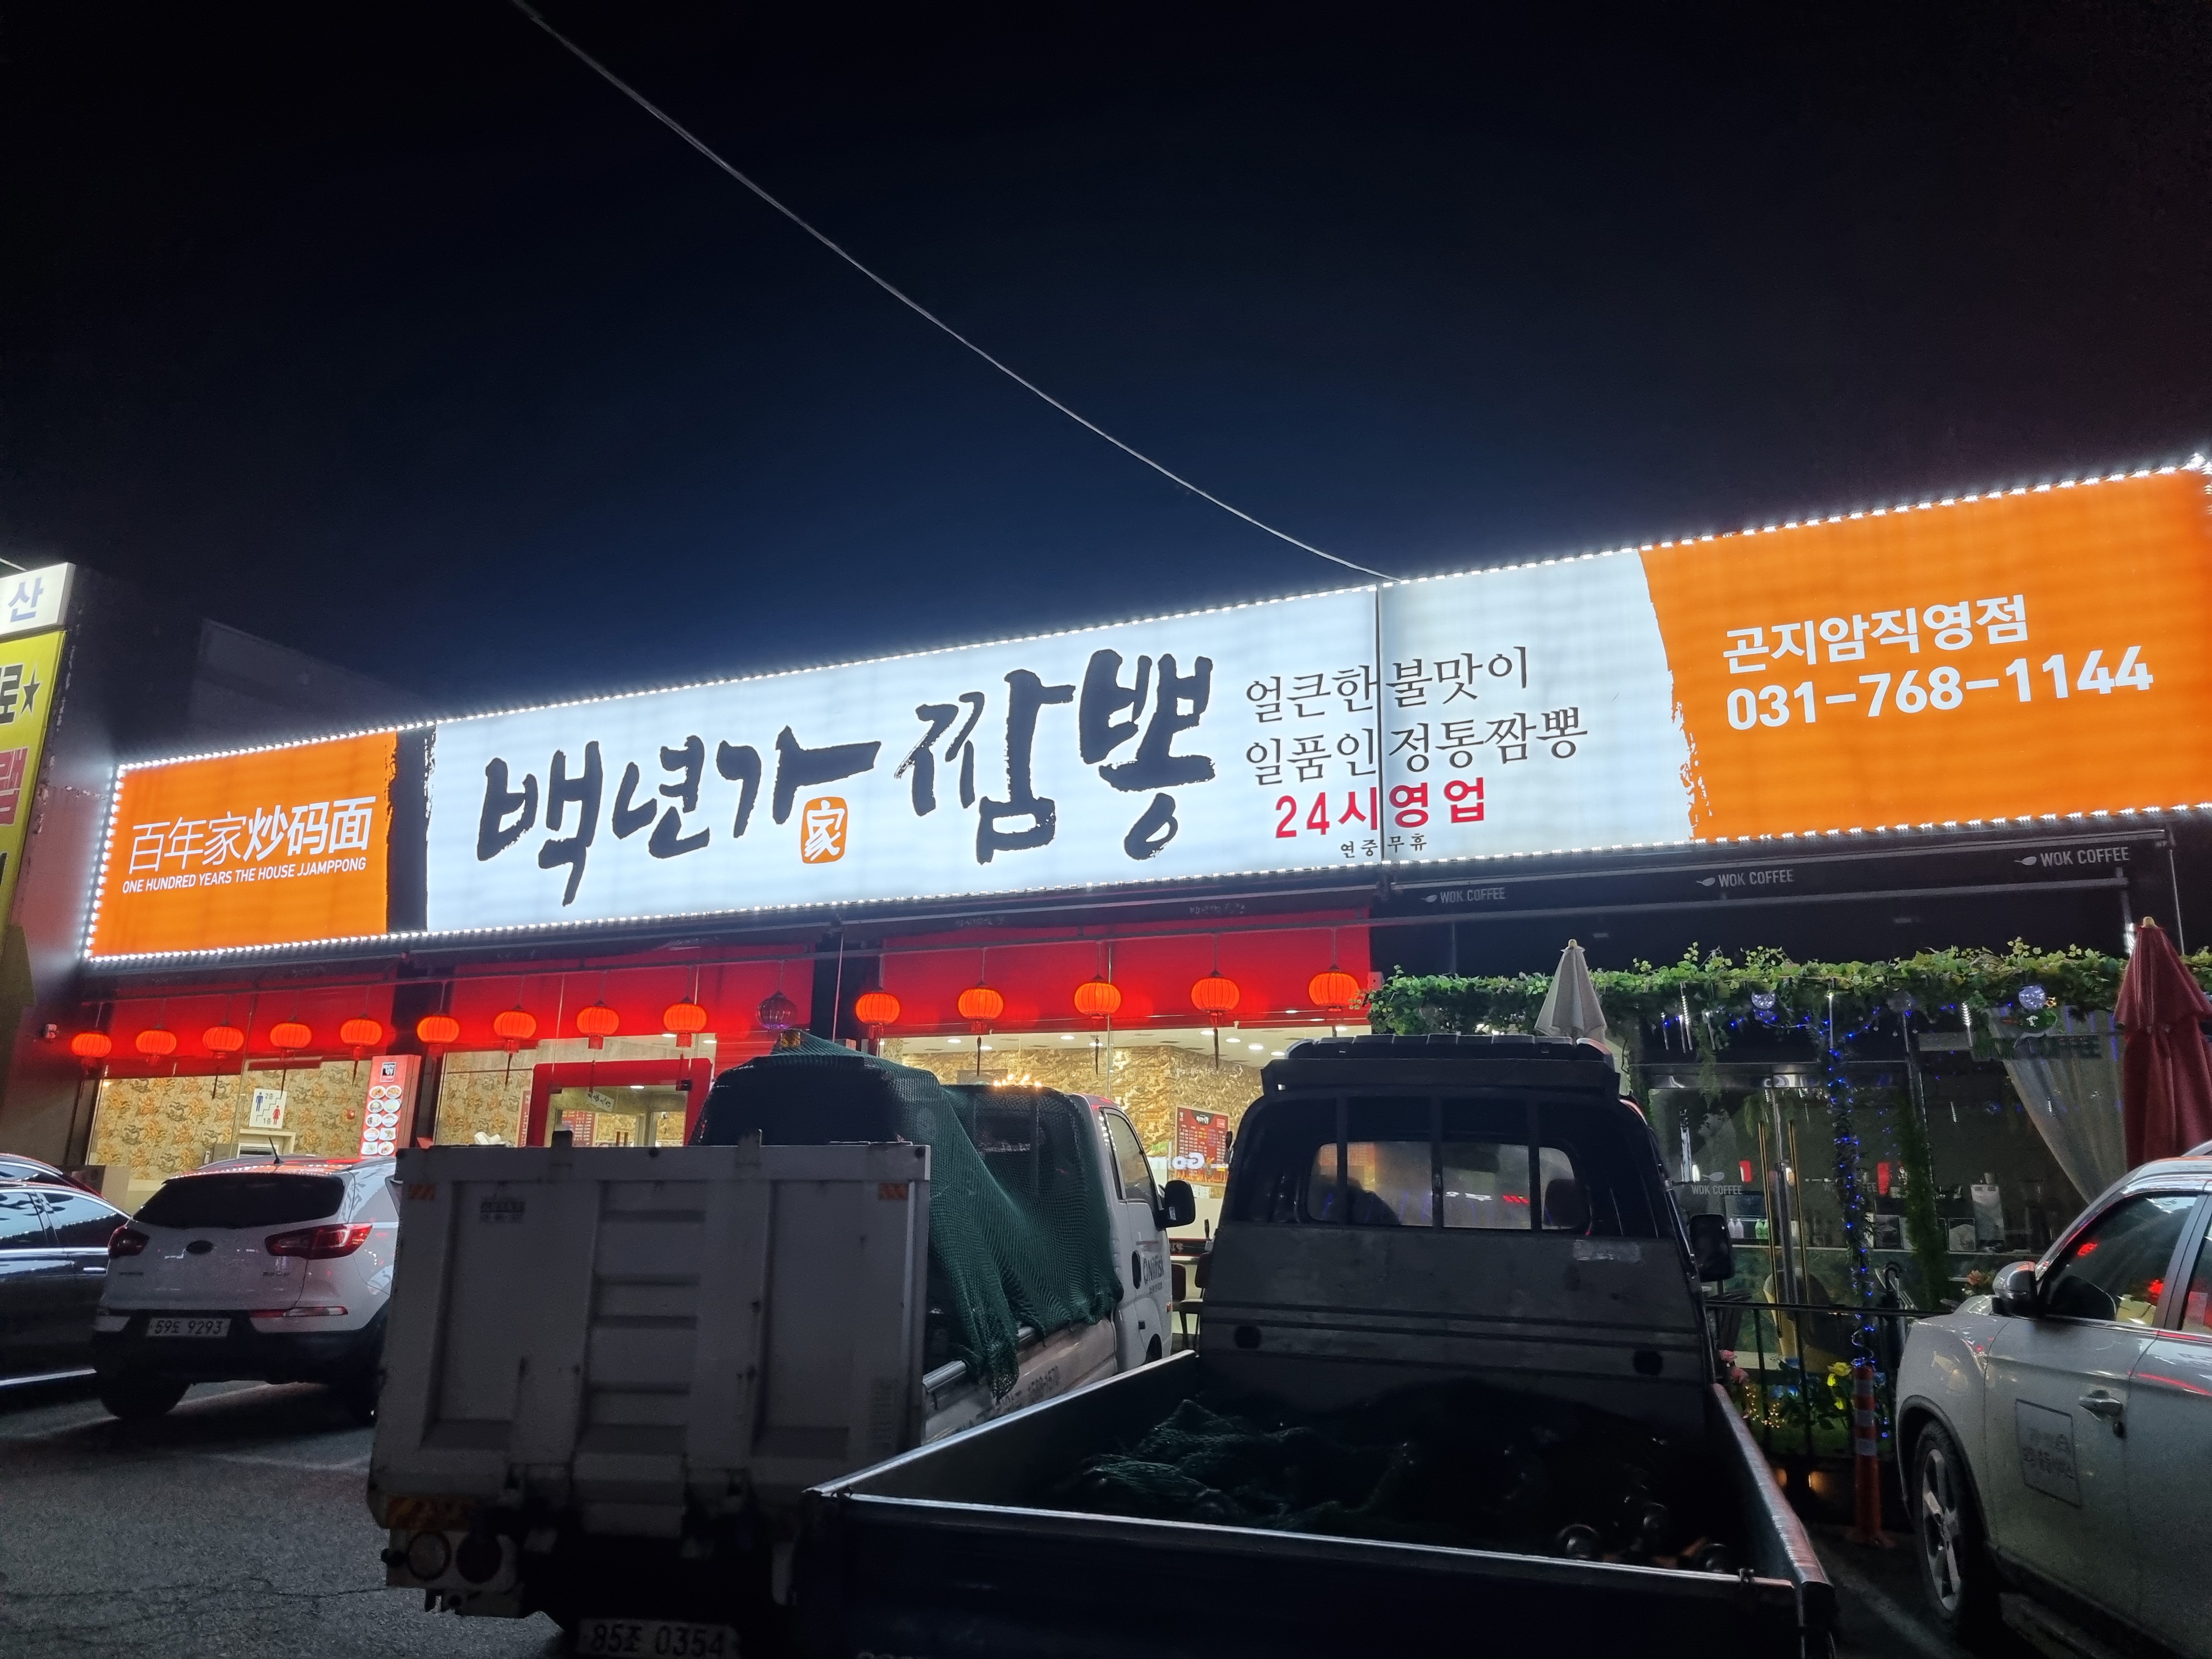 산
百年家炒码面
ONE HUNDRED YEARS THE HOUSE JJAMPPONG
백년가 짬뽕
家
얼큰한 불맛이
일품인 정통짬뽕
24시영업
연중무휴
곤지암직영점
031-768-1144
WOK COFFEE
WOK COFFEE
WOK COFFEE
WOK COFFEE
59도 9293
85조 0354